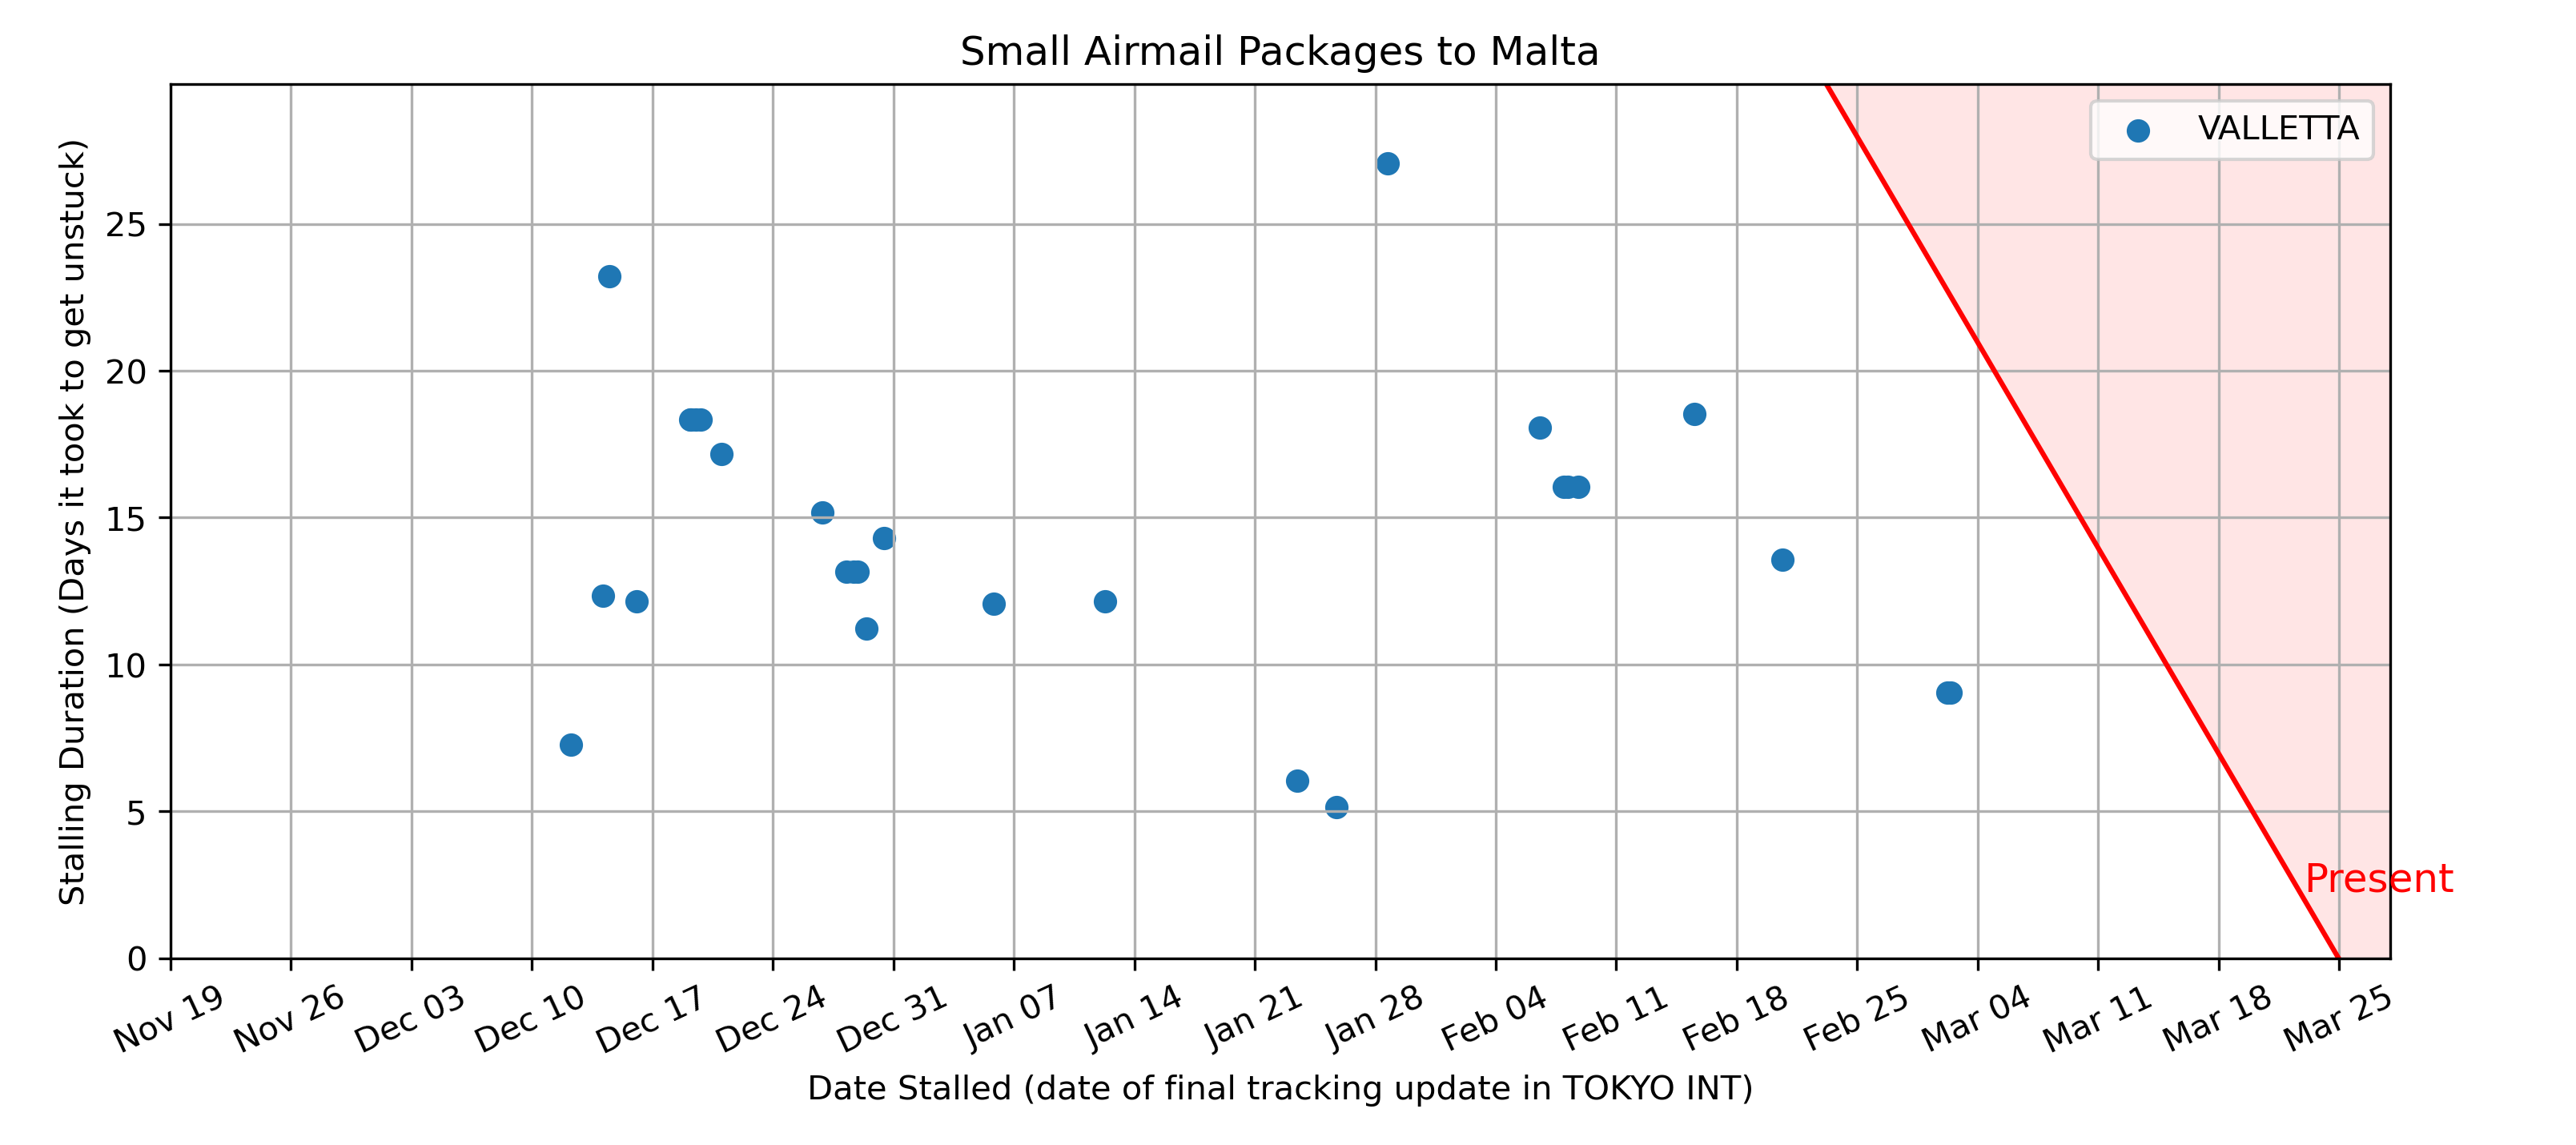 Small Airmail Packages to Malta
VALLETTA
Stalling Duration (Days it took to get unstuck)
25
20
15
10
5
0
Present
Nov 19
Nov 26
Dec 03
Dec 10
Dec 17
Dec 24
Dec 31
Jan 07
Jan 14
Jan 21
Jan 28
Feb 04
Feb 11
Feb 18
Feb 25
Mar 04
Mar 11
Mar 18
Mar 25
Date Stalled (date of final tracking update in TOKYO INT)